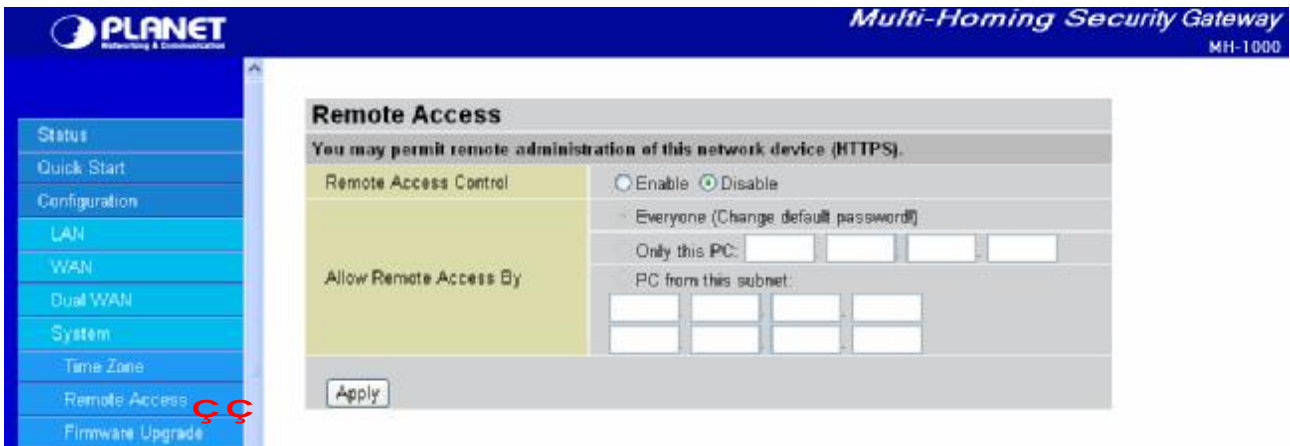 PLANET
Networking & Communication
Multi-Homing Security Gateway
MH-1000
Status
Quick Start
Configuration
LAN
WAN
Dual WAN
System
Time Zone
Remote Access çç
Firmware Upgrade
Remote Access
You may permit remote administration of this network device (HTTPS).
Remote Access Control
Enable Disable
Allow Remote Access By
Everyone (Change default password!)
Only this PC: . . .
PC from this subnet:
. . .
. . .
Apply